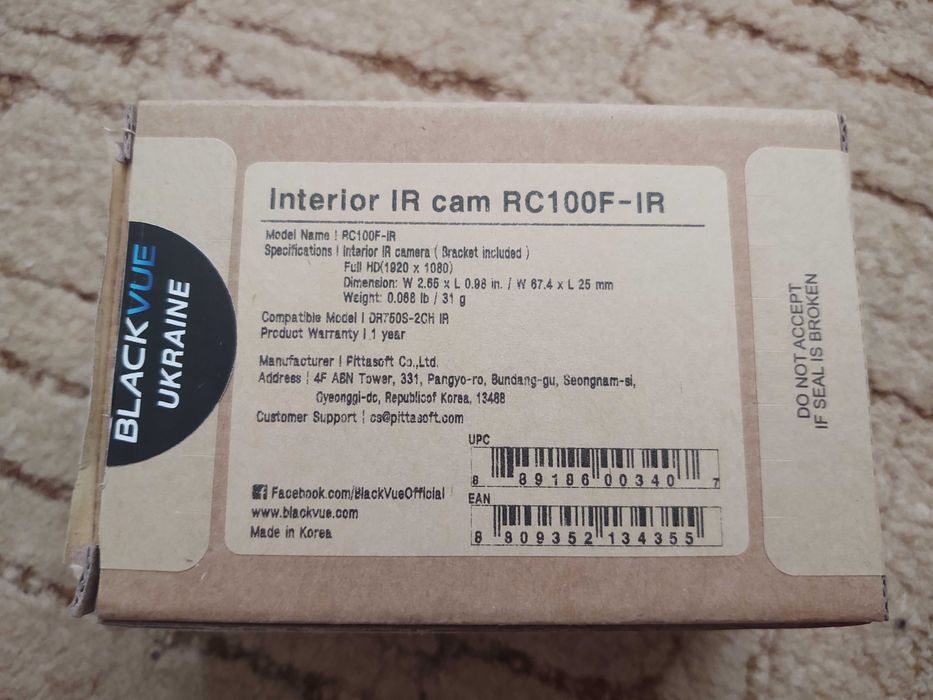 Interior IR cam RC100F-IR
Model Name | RC100F-IR
Specifications | Interior IR camera ( Bracket included )
Full HD(1920 x 1080)
Dimension: W 2.65 x L 0.98 in. / W 67.4 x L 25 mm
Weight: 0.068 lb / 31 g
Compatible Model | DR750S-2CH IR
Product Warranty | 1 year
Manufacturer | Pittasoft Co.,Ltd.
Address | 4F ABN Tower, 331, Pangyo-ro, Bundang-gu, Seongnam-si,
Gyeonggi-do, Republicof Korea, 13488
Customer Support | cs@pittasoft.com
UPC
8 89186 00340 7
EAN
8 809352 134355
Facebook.com/BlackVueOfficial
www.blackvue.com
Made in Korea
BLACKVUE
UKRAINE
DO NOT ACCEPT
IF SEAL IS BROKEN